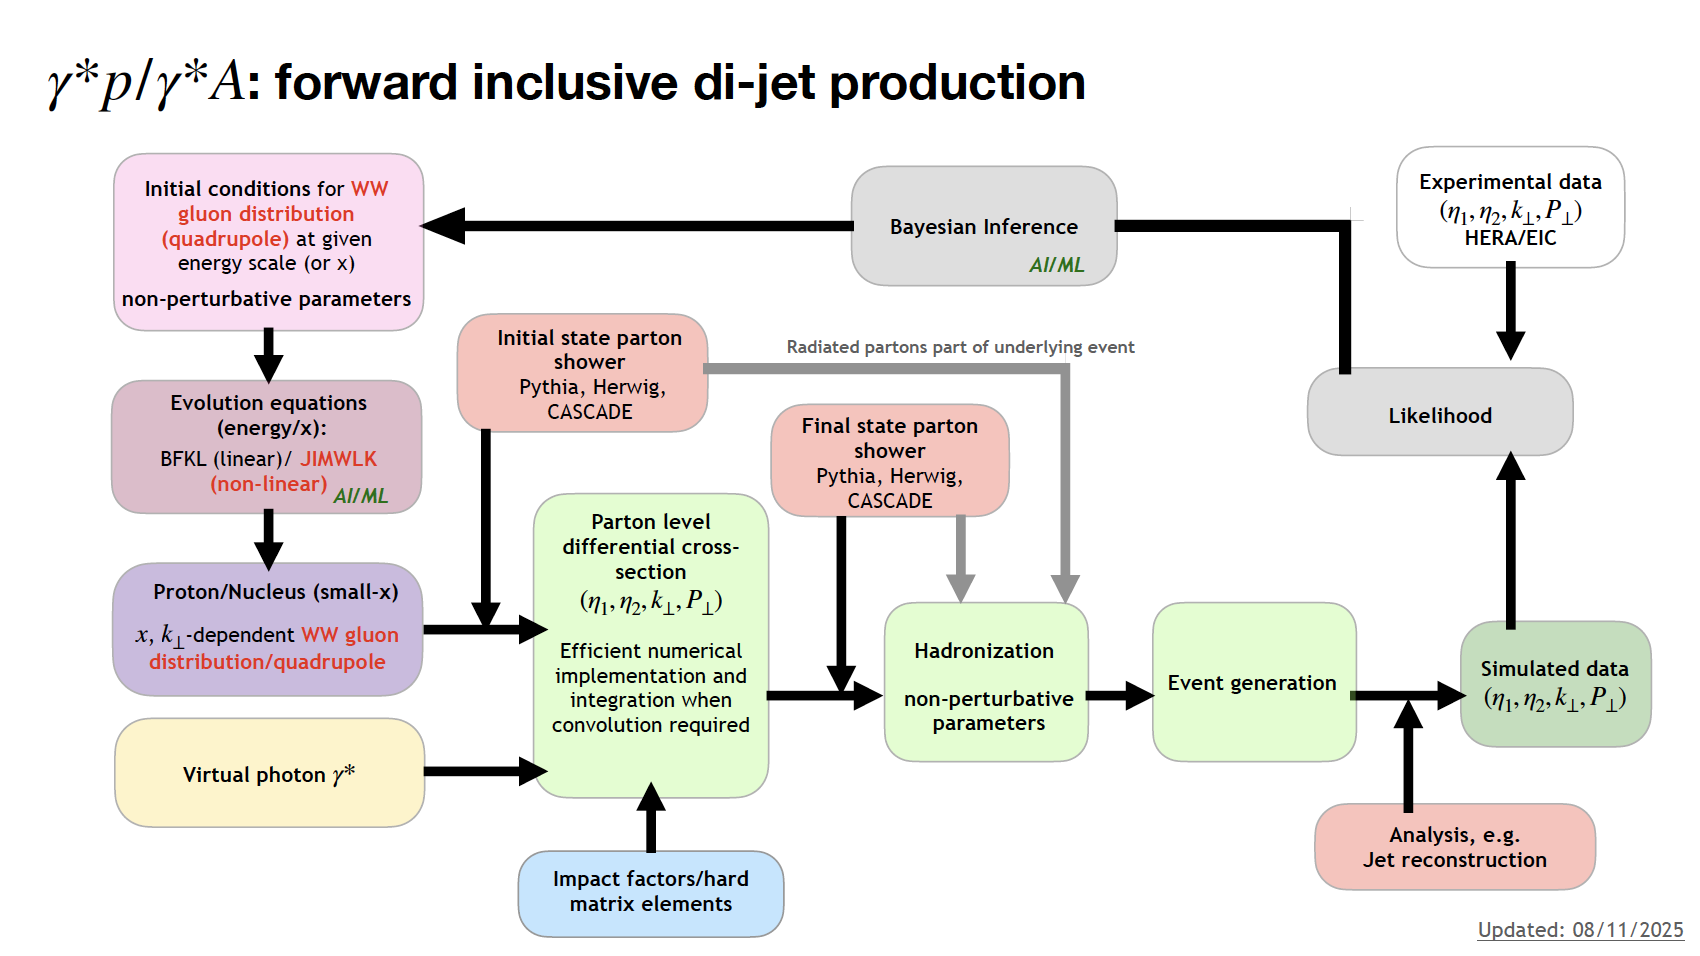 γ*p/γ*A: forward inclusive di-jet production
Initial conditions for WW
gluon distribution
(quadrupole) at given
energy scale (or x)
non-perturbative parameters
Bayesian Inference
AI/ML
Experimental data
(η₁, η₂, k⊥, P⊥)
HERA/EIC
Initial state parton
shower
Pythia, Herwig,
CASCADE
Radiated partons part of underlying event
Evolution equations
(energy/x):
BFKL (linear)/ JIMWLK
(non-linear)
AI/ML
Final state parton
shower
Pythia, Herwig,
CASCADE
Likelihood
Proton/Nucleus (small-x)
x, k⊥-dependent WW gluon
distribution/quadrupole
Parton level
differential cross-
section
(η₁, η₂, k⊥, P⊥)
Efficient numerical
implementation and
integration when
convolution required
Hadronization
non-perturbative
parameters
Event generation
Simulated data
(η₁, η₂, k⊥, P⊥)
Virtual photon γ*
Impact factors/hard
matrix elements
Analysis, e.g.
Jet reconstruction
Updated: 08/11/2025